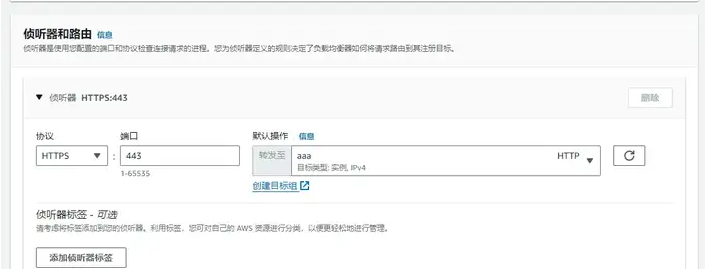 侦听器和路由 信息
侦听器是使用您配置的端口和协议检查连接请求的进程。您为侦听器定义的规则决定了负载均衡器如何将请求路由到其注册目标。
侦听器 HTTPS:443 删除
协议 端口 默认操作 信息
HTTPS : 443 转发至 aaa HTTP
目标类型: 实例, IPv4
1-65535 创建目标组
侦听器标签 - 可选
请考虑将标签添加到您的侦听器。利用标签，您可对自己的 AWS 资源进行分类，以便更轻松地进行管理。
添加侦听器标签